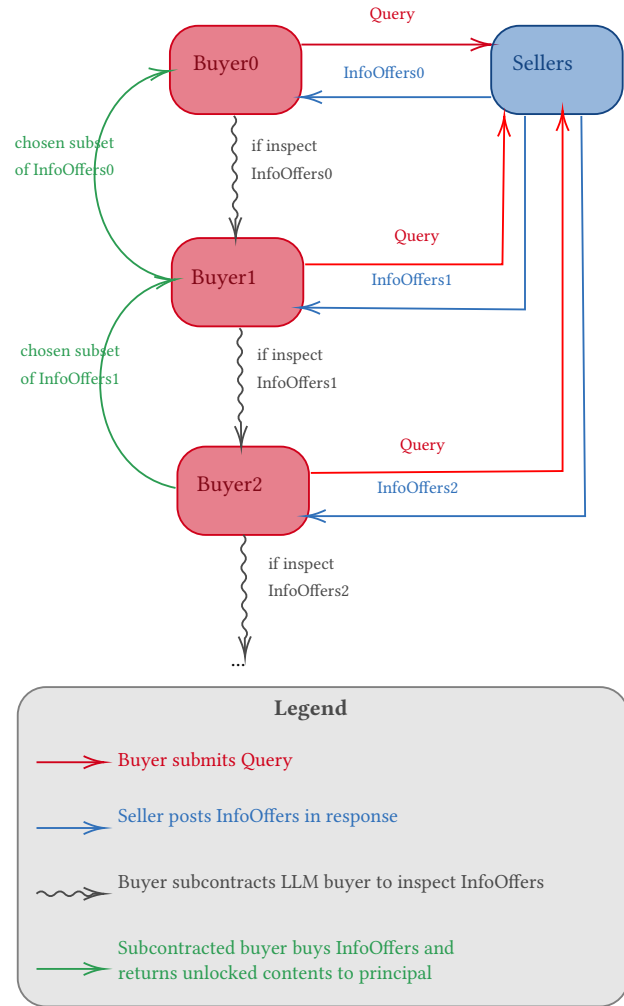 Query
Buyer0
Sellers
InfoOffers0
chosen subset
of InfoOffers0
if inspect
InfoOffers0
Query
Buyer1
InfoOffers1
chosen subset
of InfoOffers1
if inspect
InfoOffers1
Query
Buyer2
InfoOffers2
if inspect
InfoOffers2
...
Legend
Buyer submits Query
Seller posts InfoOffers in response
Buyer subcontracts LLM buyer to inspect InfoOffers
Subcontracted buyer buys InfoOffers and
returns unlocked contents to principal